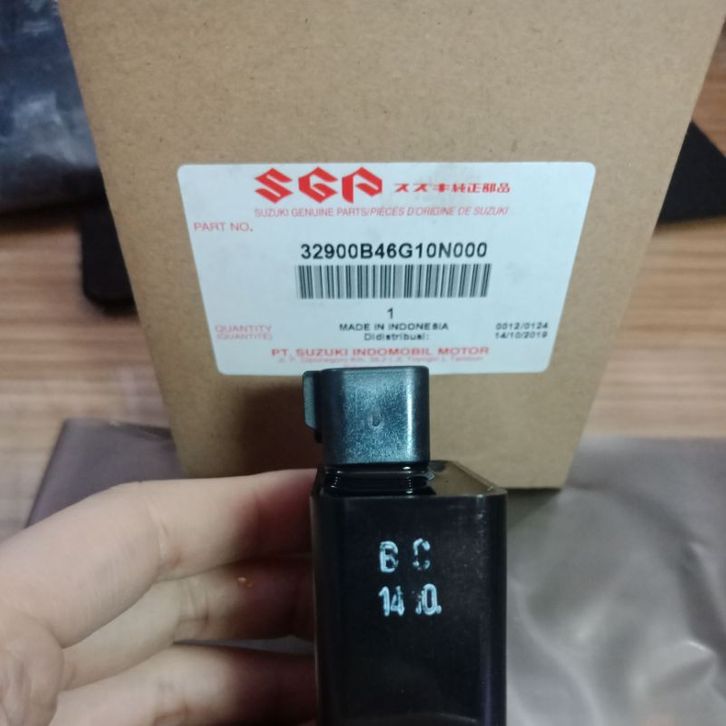 SGP スズキ純正部品
SUZUKI GENUINE PARTS/PIÈCES D'ORIGINE DE SUZUKI
PART NO.
32900B46G10N000
1
QUANTITY
(QUANTITÉ)
MADE IN INDONESIA
Didistribusi:
0012/0124
14/10/2019
PT. SUZUKI INDOMOBIL MOTOR
B C